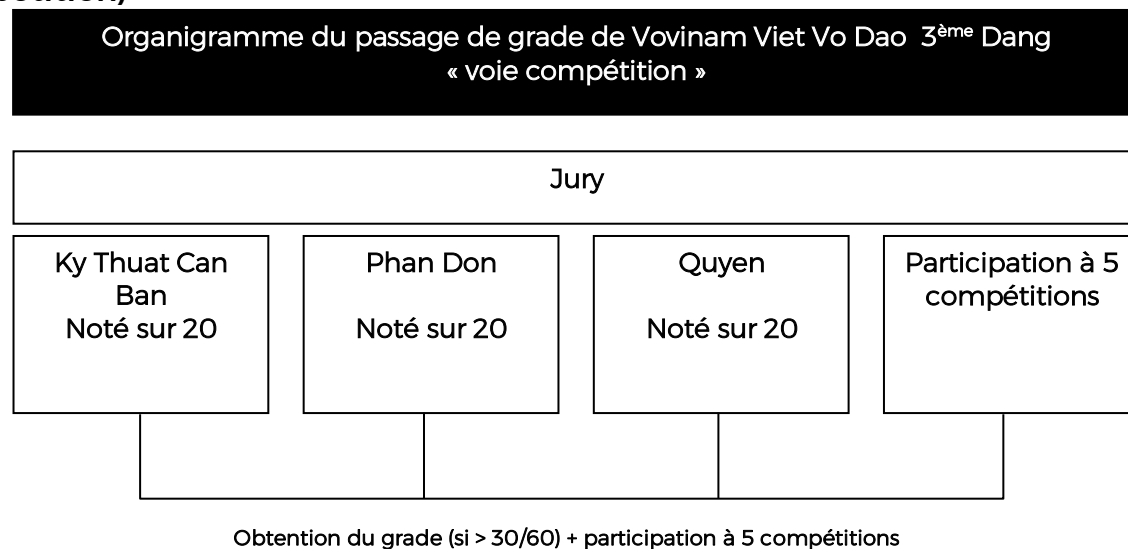 Organigramme du passage de grade de Vovinam Viet Vo Dao 3ème Dang
« voie compétition »
Jury
Ky Thuat Can
Ban
Noté sur 20
Phan Don
Noté sur 20
Quyen
Noté sur 20
Participation à 5
compétitions
Obtention du grade (si > 30/60) + participation à 5 compétitions